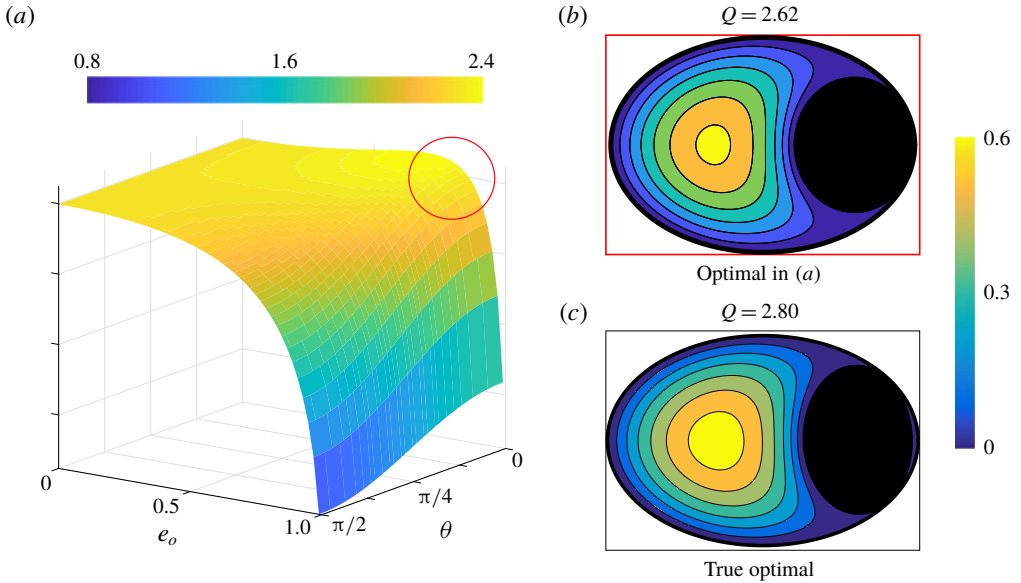 (a)
0.8 1.6 2.4
0
0.5
1.0
e_o
π/2
π/4
0
θ
(b)
Q = 2.62
Optimal in (a)
(c)
Q = 2.80
True optimal
0.6
0.3
0